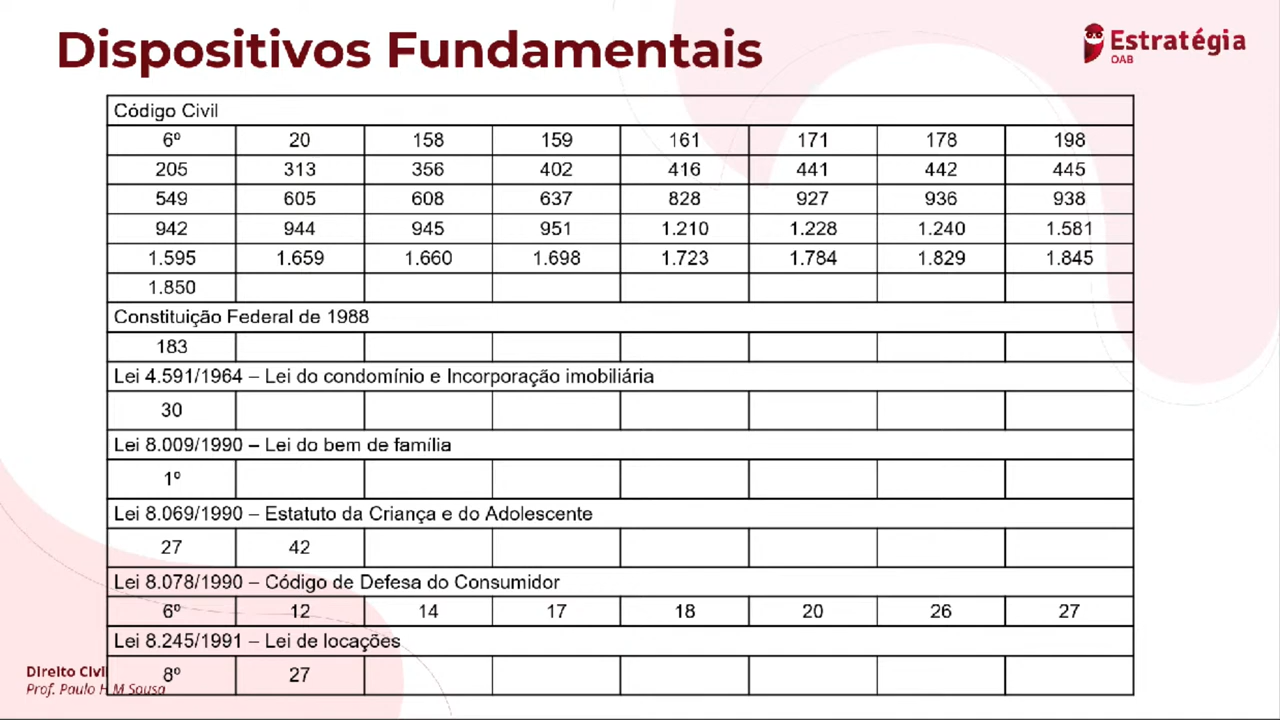 Dispositivos Fundamentais
Estratégia
OAB
Código Civil
6º 20 158 159 161 171 178 198
205 313 356 402 416 441 442 445
549 605 608 637 828 927 936 938
942 944 945 951 1.210 1.228 1.240 1.581
1.595 1.659 1.660 1.698 1.723 1.784 1.829 1.845
1.850
Constituição Federal de 1988
183
Lei 4.591/1964 – Lei do condomínio e Incorporação imobiliária
30
Lei 8.009/1990 – Lei do bem de família
1º
Lei 8.069/1990 – Estatuto da Criança e do Adolescente
27 42
Lei 8.078/1990 – Código de Defesa do Consumidor
6º 12 14 17 18 20 26 27
Lei 8.245/1991 – Lei de locações
8º 27
Direito Civil
Prof. Paulo H M Sousa